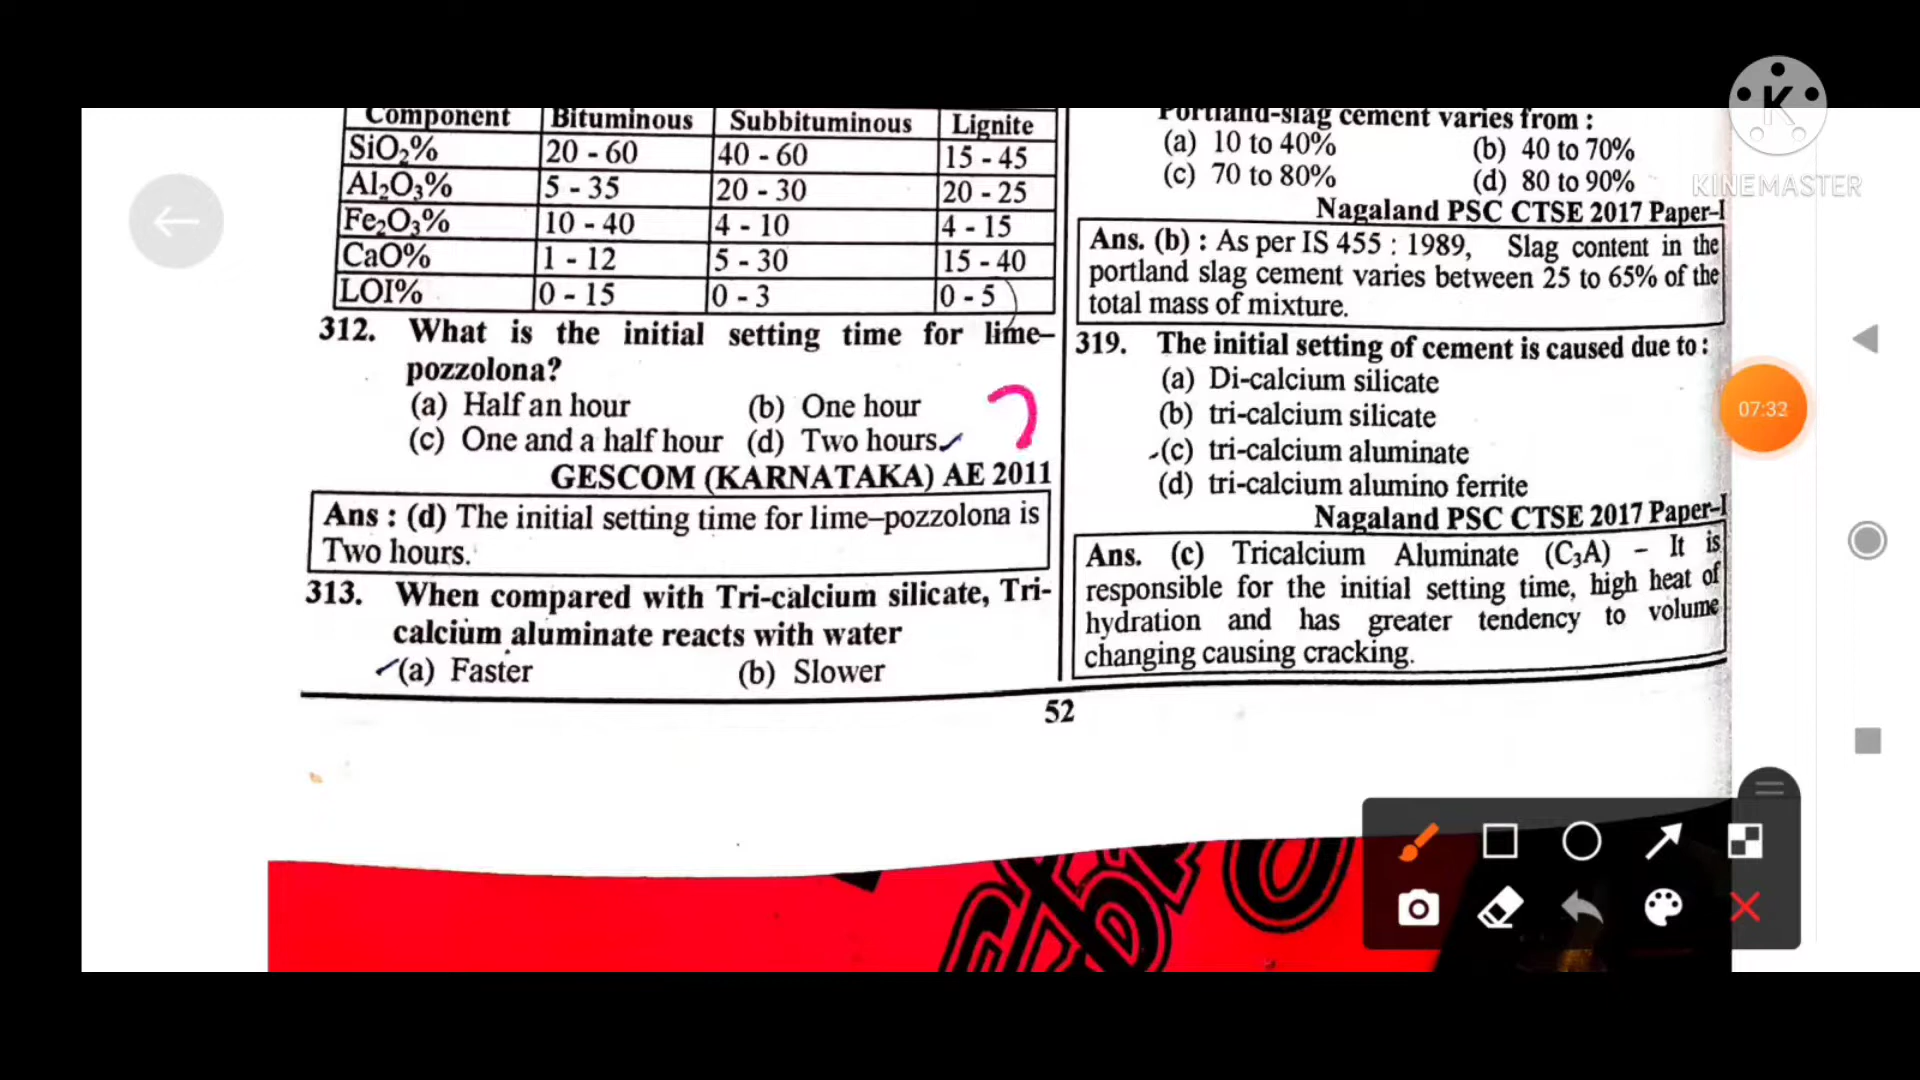 Component Bituminous Subbituminous Lignite
SiO₂% 20 - 60 40 - 60 15 - 45
Al₂O₃% 5 - 35 20 - 30 20 - 25
Fe₂O₃% 10 - 40 4 - 10 4 - 15
CaO% 1 - 12 5 - 30 15 - 40
LOI% 0 - 15 0 - 3 0 - 5
312. What is the initial setting time for lime–
pozzolona?
(a) Half an hour (b) One hour
(c) One and a half hour (d) Two hours
GESCOM (KARNATAKA) AE 2011
Ans : (d) The initial setting time for lime–pozzolona is
Two hours.
313. When compared with Tri-calcium silicate, Tri-
calcium aluminate reacts with water
(a) Faster (b) Slower
Portland-slag cement varies from :
(a) 10 to 40% (b) 40 to 70%
(c) 70 to 80% (d) 80 to 90%
Nagaland PSC CTSE 2017 Paper-I
Ans. (b) : As per IS 455 : 1989, Slag content in the
portland slag cement varies between 25 to 65% of the
total mass of mixture.
319. The initial setting of cement is caused due to :
(a) Di-calcium silicate
(b) tri-calcium silicate
(c) tri-calcium aluminate
(d) tri-calcium alumino ferrite
Nagaland PSC CTSE 2017 Paper-I
Ans. (c) Tricalcium Aluminate (C₃A) – It is
responsible for the initial setting time, high heat of
hydration and has greater tendency to volume
changing causing cracking.
52
K
KINEMASTER
07:33